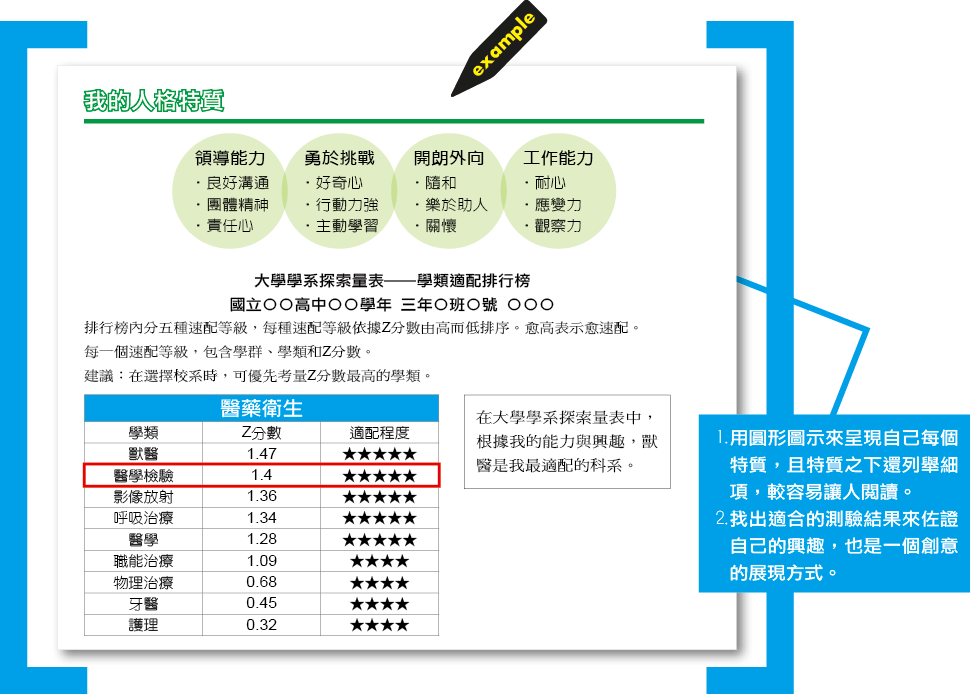 example
我的人格特質
領導能力
・良好溝通
・團體精神
・責任心
勇於挑戰
・好奇心
・行動力強
・主動學習
開朗外向
・隨和
・樂於助人
・關懷
工作能力
・耐心
・應變力
・觀察力
大學學系探索量表——學類適配排行榜
國立〇〇高中〇〇學年 三年〇班〇號 〇〇〇
排行榜內分五種速配等級，每種速配等級依據Z分數由高而低排序。愈高表示愈速配。
每一個速配等級，包含學群、學類和Z分數。
建議：在選擇校系時，可優先考量Z分數最高的學類。
醫藥衛生
學類 Z分數 適配程度
獸醫 1.47 ★★★★★
醫學檢驗 1.4 ★★★★★
影像放射 1.36 ★★★★★
呼吸治療 1.34 ★★★★★
醫學 1.28 ★★★★★
職能治療 1.09 ★★★★
物理治療 0.68 ★★★★
牙醫 0.45 ★★★★
護理 0.32 ★★★★
在大學學系探索量表中，
根據我的能力與興趣，獸
醫是我最適配的科系。
1.用圓形圖示來呈現自己每個
特質，且特質之下還列舉細
項，較容易讓人閱讀。
2.找出適合的測驗結果來佐證
自己的興趣，也是一個創意
的展現方式。